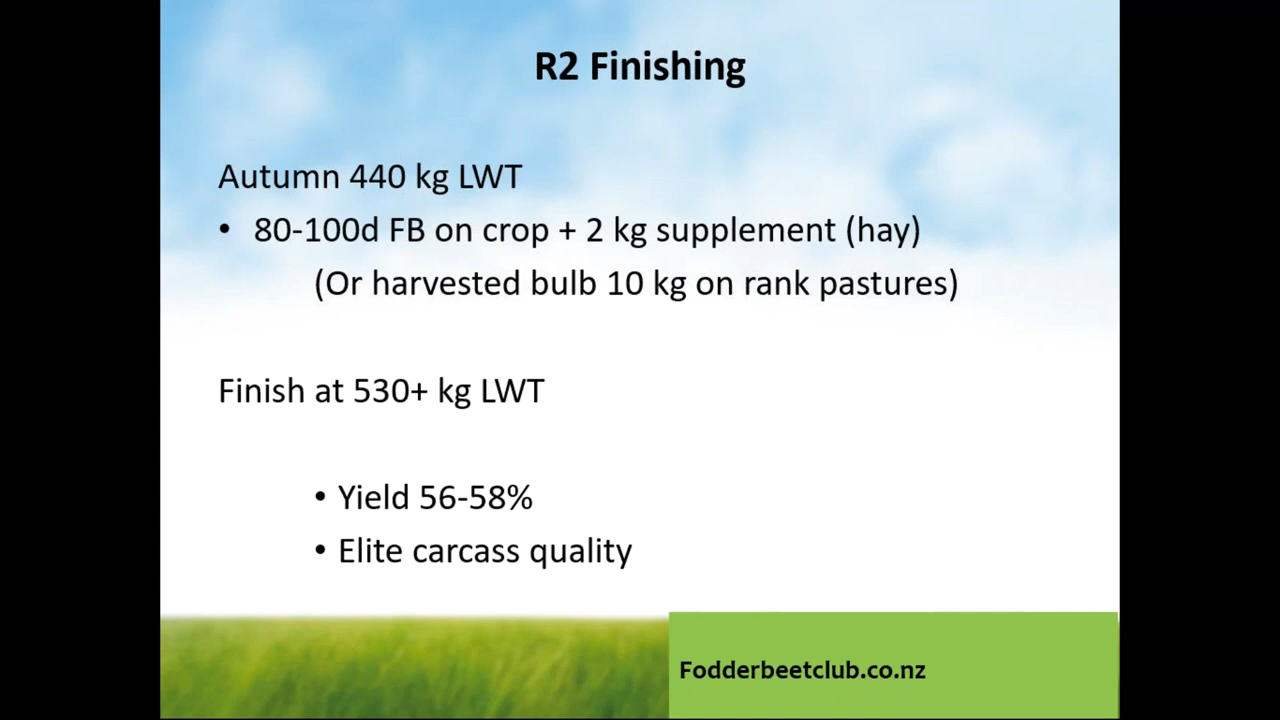 R2 Finishing
Autumn 440 kg LWT
• 80-100d FB on crop + 2 kg supplement (hay)
(Or harvested bulb 10 kg on rank pastures)
Finish at 530+ kg LWT
• Yield 56-58%
• Elite carcass quality
Fodderbeetclub.co.nz